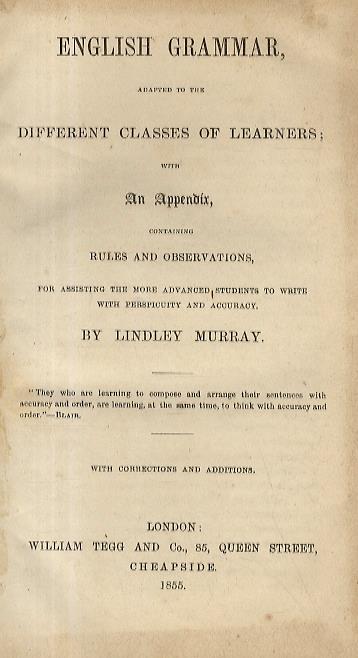 ENGLISH GRAMMAR,
ADAPTED TO THE
DIFFERENT CLASSES OF LEARNERS;
WITH
An Appendix,
CONTAINING
RULES AND OBSERVATIONS,
FOR ASSISTING THE MORE ADVANCED STUDENTS TO WRITE
WITH PERSPICUITY AND ACCURACY.
BY LINDLEY MURRAY.
"They who are learning to compose and arrange their sentences with
accuracy and order, are learning, at the same time, to think with accuracy and
order."—BLAIR.
WITH CORRECTIONS AND ADDITIONS.
LONDON:
WILLIAM TEGG AND Co., 85, QUEEN STREET,
CHEAPSIDE.
1855.